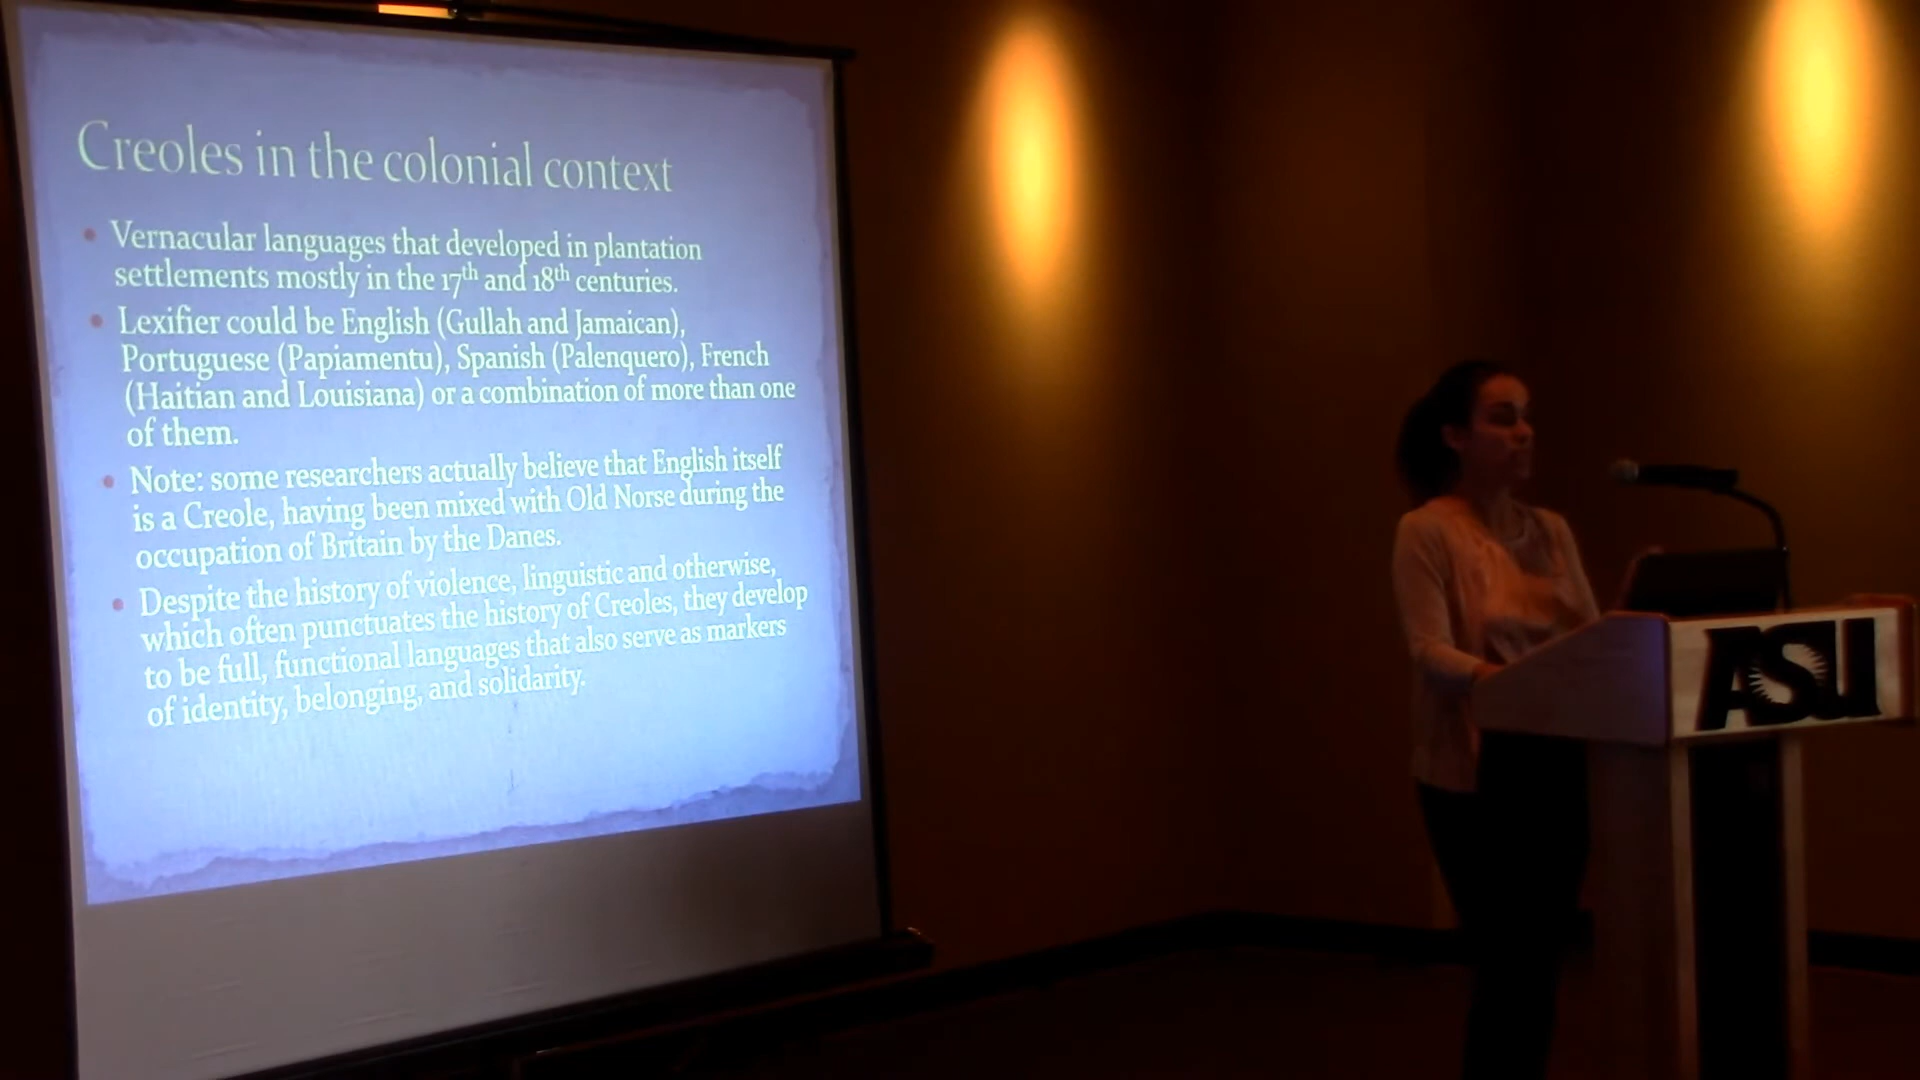 Creoles in the colonial context
• Vernacular languages that developed in plantation
settlements mostly in the 17th and 18th centuries.
• Lexifier could be English (Gullah and Jamaican),
Portuguese (Papiamentu), Spanish (Palenquero), French
(Haitian and Louisiana) or a combination of more than one
of them.
• Note: some researchers actually believe that English itself
is a Creole, having been mixed with Old Norse during the
occupation of Britain by the Danes.
• Despite the history of violence, linguistic and otherwise,
which often punctuates the history of Creoles, they develop
to be full, functional languages that also serve as markers
of identity, belonging, and solidarity.
ASU